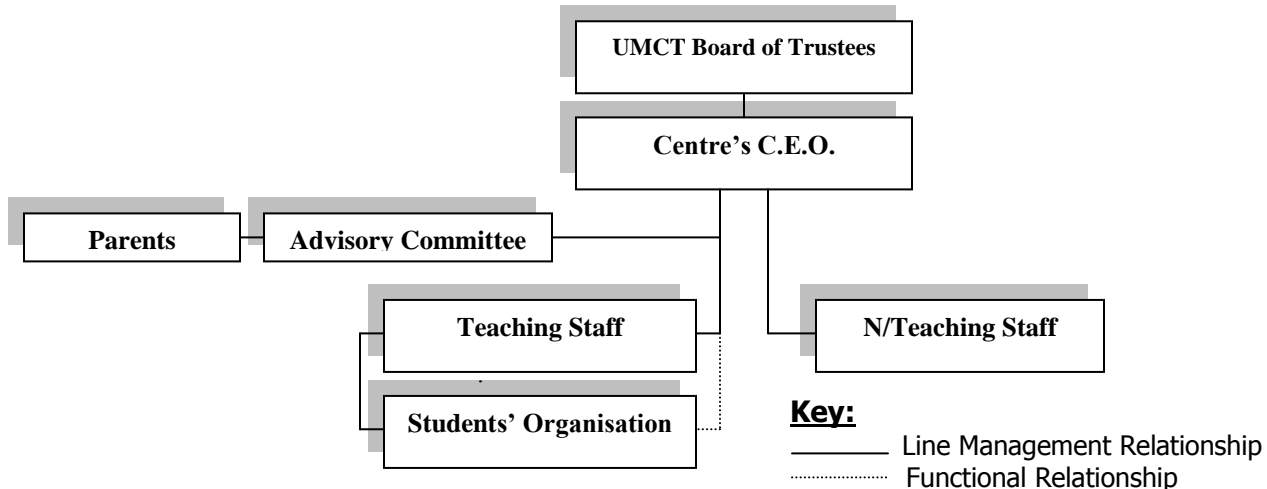 UMCT Board of Trustees
Centre’s C.E.O.
Parents
Advisory Committee
Teaching Staff
N/Teaching Staff
Students’ Organisation
Key:
Line Management Relationship
Functional Relationship